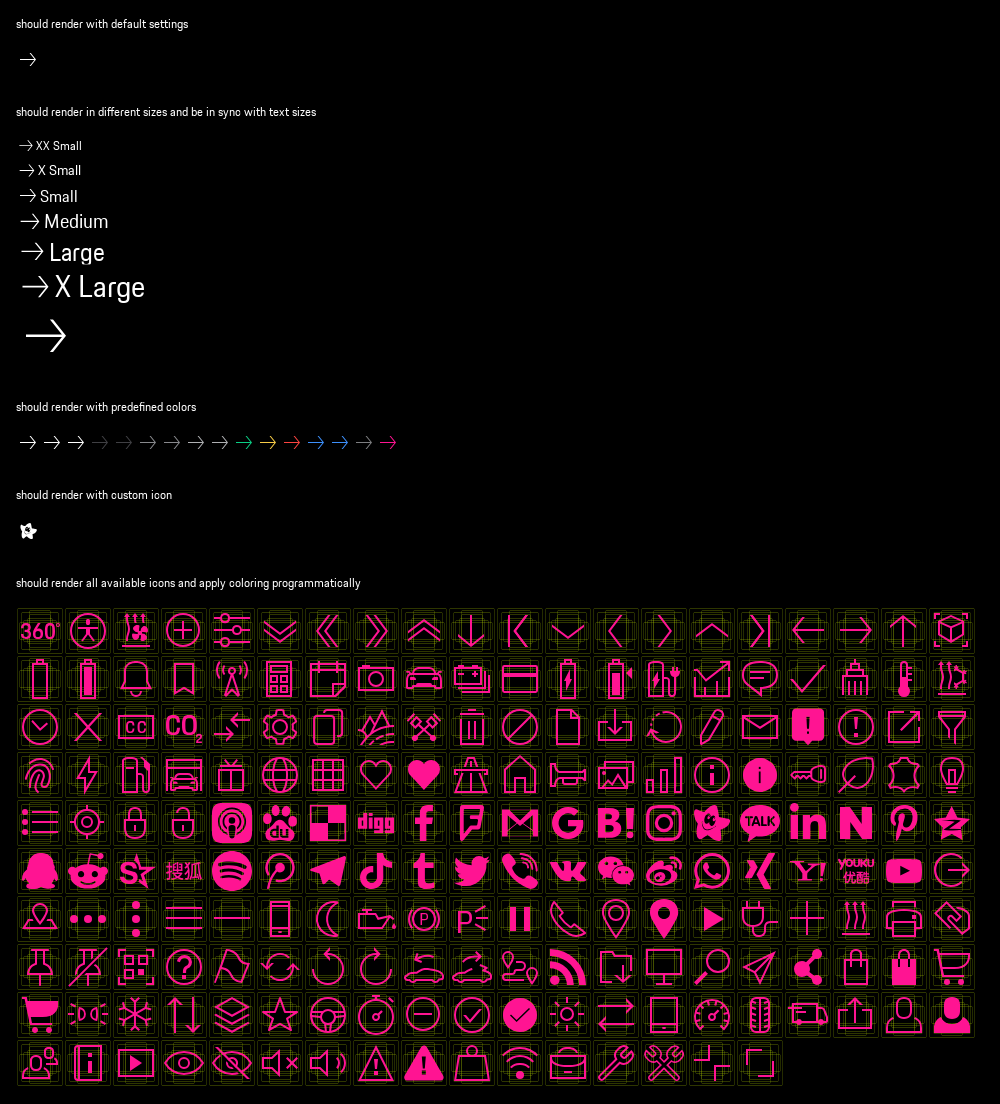 should render with default settings
should render in different sizes and be in sync with text sizes
XX Small
X Small
Small
Medium
Large
X Large
should render with predefined colors
should render with custom icon
should render all available icons and apply coloring programmatically
360°
CC
CO2
du
digg
B!
TALK
in
N
搜狐
Y!
YOUKU
优酷
P
P